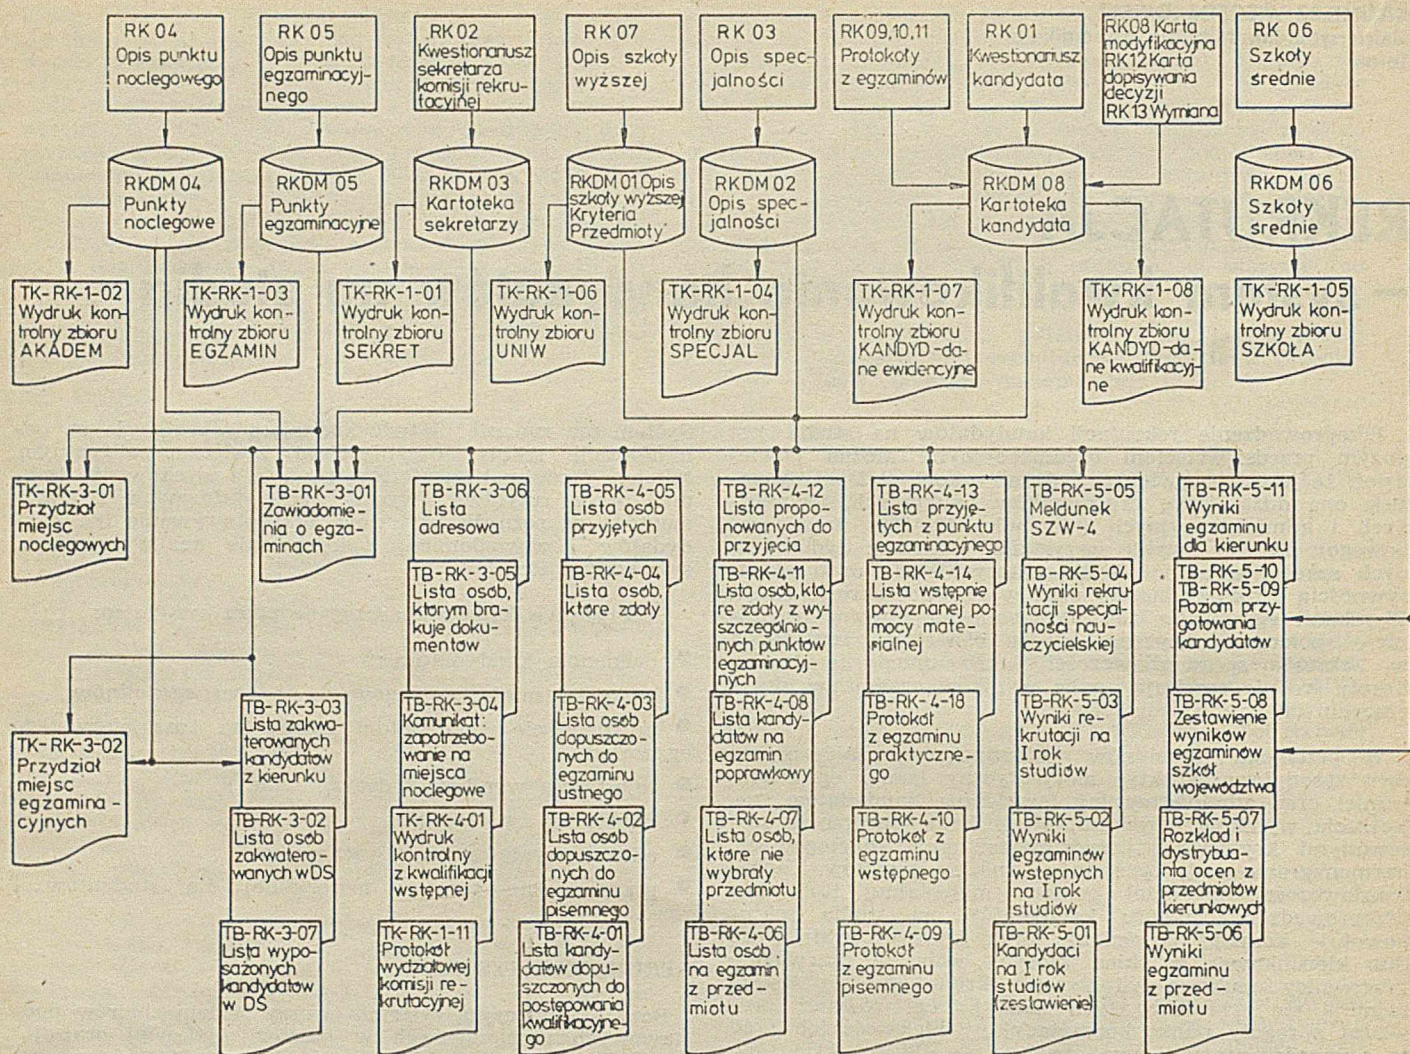 RK 04
Opis punktu
noclegowego
RK 05
Opis punktu
egzaminacyj-
nego
RK 02
Kwestionariusz
sekretarza
komisji rekru-
tacyjnej
RK 07
Opis szkoły
wyższej
RK 03
Opis spec-
jalności
RK09,10,11
Protokoły
z egzaminów
RK 01
Kwestionariusz
kandydata
RK08 Karta
modyfikacyjna
RK12 Karta
dopisywania
decyzji
RK13 Wymiana
RK 06
Szkoły
średnie
RKDM 04
Punkty
noclegowe
RKDM 05
Punkty
egzaminacyjne
RKDM 03
Kartoteka
sekretarzy
RKDM 01 Opis
szkoły wyższej
Kryteria
Przedmioty
RKDM 02
Opis spec-
jalności
RKDM 08
Kartoteka
kandydata
RKDM 06
Szkoły
średnie
TK-RK-1-02
Wydruk kon-
trolny zbioru
AKADEM
TK-RK-1-03
Wydruk kon-
trolny zbioru
EGZAMIN
TK-RK-1-01
Wydruk kon-
trolny zbioru
SEKRET
TK-RK-1-06
Wydruk kon-
trolny zbioru
UNIW
TK-RK-1-04
Wydruk kon-
trolny zbioru
SPECJAL
TK-RK-1-07
Wydruk kon-
trolny zbioru
KANDYD-da-
ne ewidencyjne
TK-RK-1-08
Wydruk kon-
trolny zbioru
KANDYD-da-
ne kwalifikacyj-
ne
TK-RK-1-05
Wydruk kon-
trolny zbioru
SZKOŁA
TK-RK-3-01
Przydział
miejsc
noclegowych
TB-RK-3-01
Zawiadomie-
nia o egza-
minach
TB-RK-3-06
Lista
adresowa
TB-RK-4-05
Lista osób
przyjętych
TB-RK-4-12
Lista propo-
nowanych do
przyjęcia
TB-RK-4-13
Lista przyję-
tych z punktu
egzaminacyjnego
TB-RK-5-05
Meldunek
SZW-4
TB-RK-5-11
Wyniki
egzaminu
dla kierunku
TB-RK-3-05
Lista osób,
którym bra-
kuje doku-
mentów
TB-RK-4-04
Lista osób,
które zdały
TB-RK-4-11
Lista osób, któ-
re zdały z wy-
szczególnio-
nych punktów
egzaminacyj-
nych
TB-RK-4-14
Lista wstępnie
przyznanej po-
mocy mate-
rialnej
TB-RK-5-04
Wyniki rekru-
tacji specjal-
ności nau-
czycielskiej
TB-RK-5-10
TB-RK-5-09
Poziom przy-
gotowania
kandydatów
TK-RK-3-02
Przydział
miejsc
egzamina-
cyjnych
TB-RK-3-03
Lista zakwa-
terowanych
kandydatów
z kierunku
TB-RK-3-04
Komunikat:
zapotrzebo-
wanie na
miejsca
noclegowe
TB-RK-4-03
Lista osób
dopuszczo-
nych do
egzaminu
ustnego
TB-RK-4-08
Lista kandy-
datów na
egzamin
poprawkowy
TB-RK-4-18
Protokół
z egzaminu
praktyczne-
go
TB-RK-5-03
Wyniki re-
krutacji na
I rok
studiów
TB-RK-5-08
Zestawienie
wyników
egzaminów
szkół
województwa
TB-RK-3-02
Lista osób
zakwatero-
wanych w DS
TK-RK-4-01
Wydruk
kontrolny
z kwalifikacji
wstępnej
TB-RK-4-02
Lista osób
dopuszczo-
nych do
egzaminu
pisemnego
TB-RK-4-07
Lista osób,
które nie
wybrały
przedmiotu
TB-RK-4-10
Protokół z
egzaminu
wstępnego
TB-RK-5-02
Wyniki
egzaminów
wstępnych
na I rok
studiów
TB-RK-5-07
Rozkład i
dystrybua-
nta ocen z
przedmiotów
kierunkowych
TB-RK-3-07
Lista wypo-
sażonych
kandydatów
w DS
TK-RK-1-11
Protokół
wydziałowej
komisji re-
krutacyjnej
TB-RK-4-01
Lista kandy-
datów dopu-
szczonych do
postępowania
kwalifikacyjne-
go
TB-RK-4-06
Lista osób
na egzamin
z przed-
miotu
TB-RK-4-09
Protokół
z egzaminu
pisemnego
TB-RK-5-01
Kandydaci
na I rok
studiów
(zestawienie)
TB-RK-5-06
Wyniki
egzaminu
z przed-
miotu